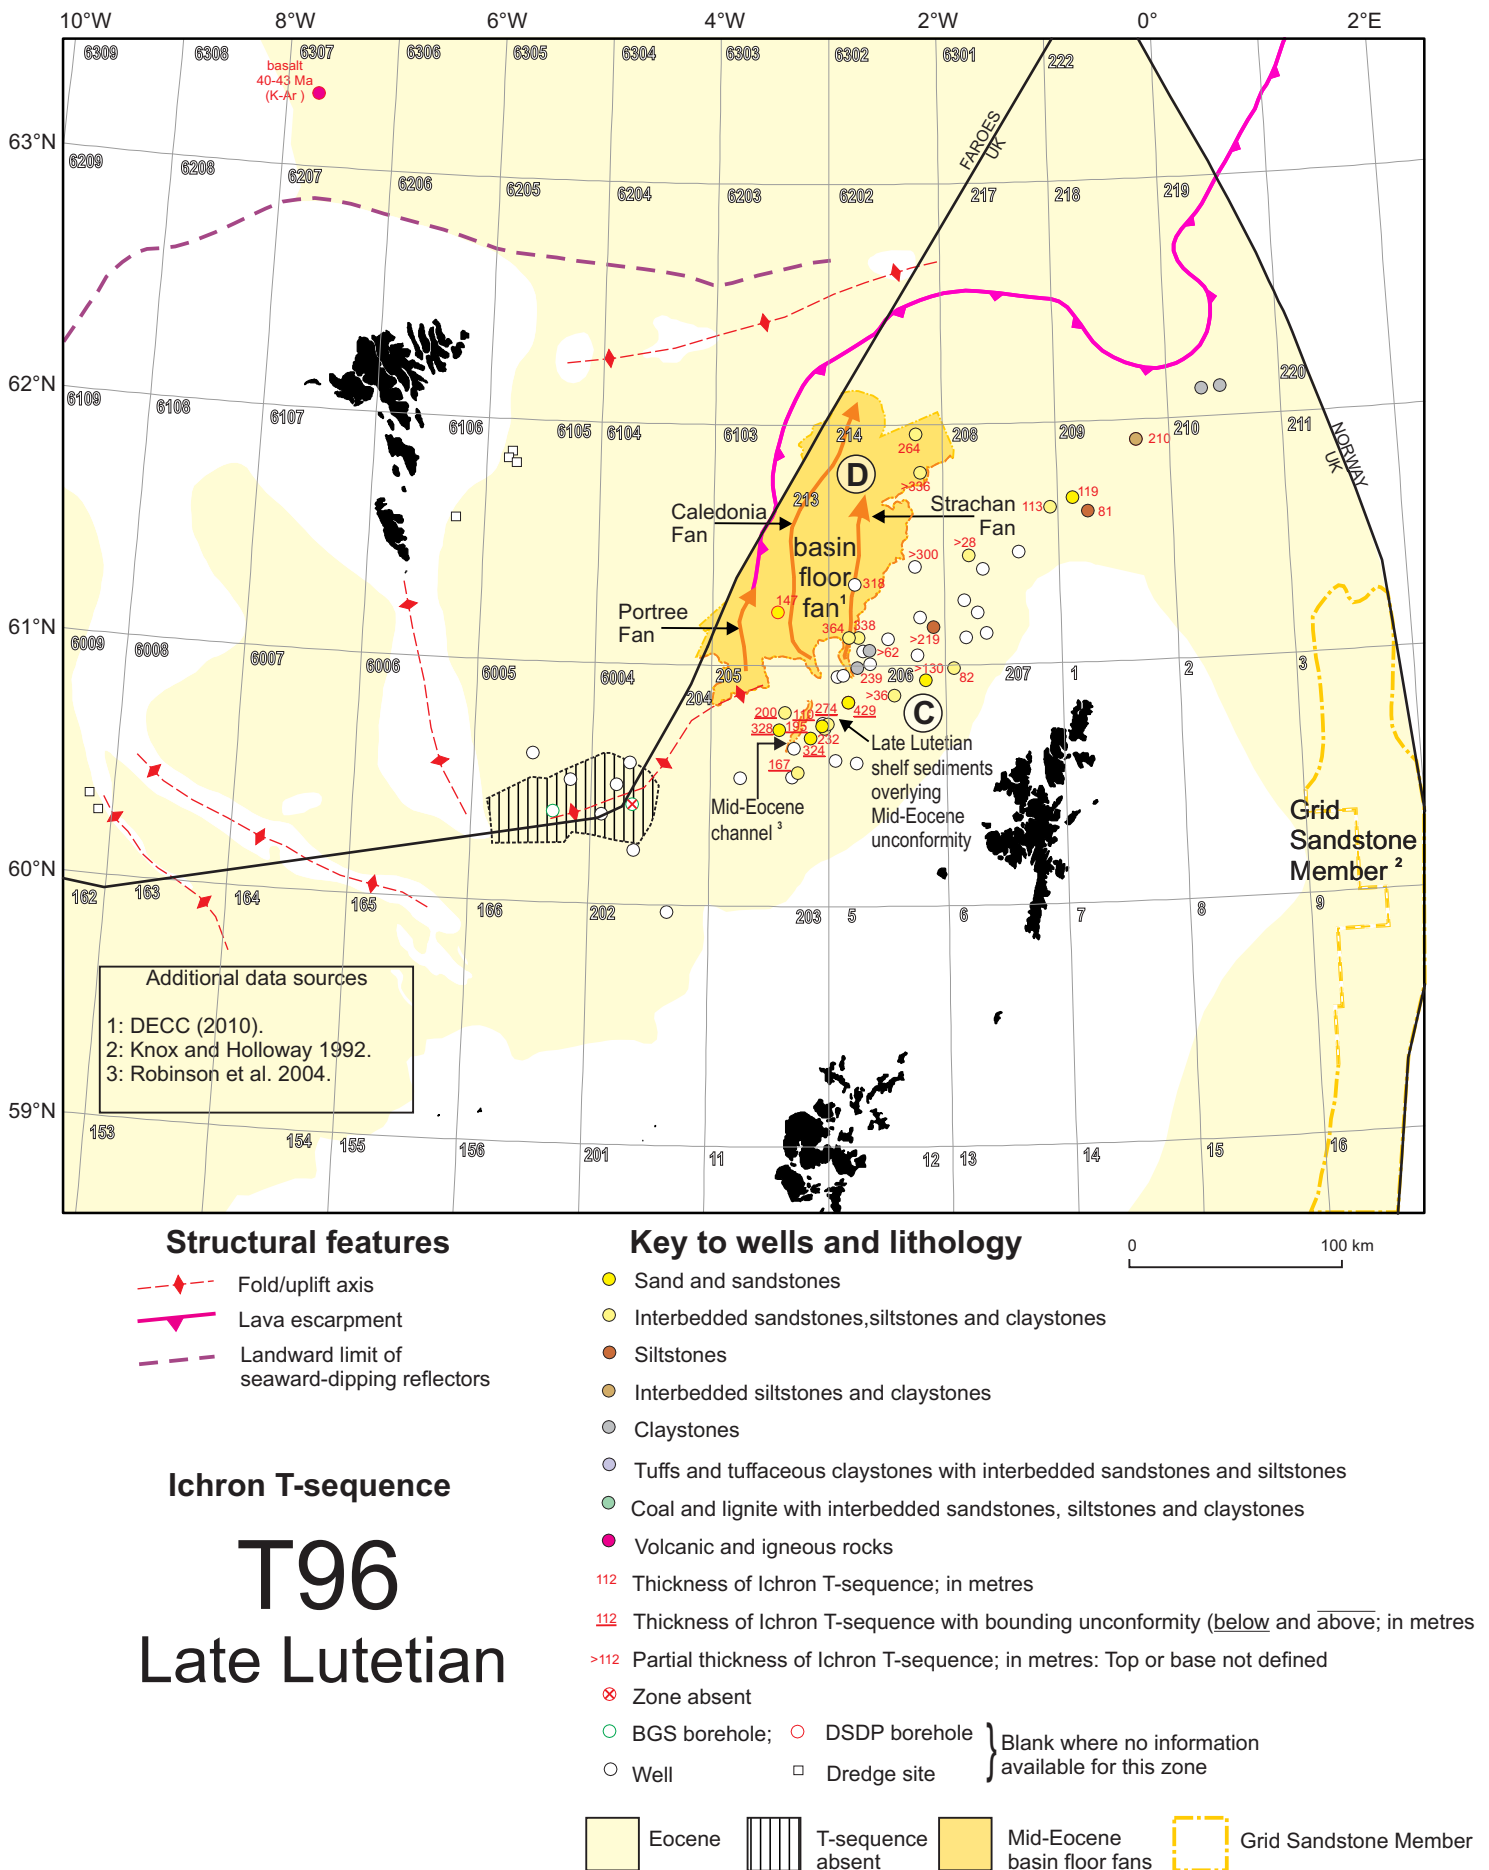 10°W 8°W 6°W 4°W 2°W 0° 2°E
6309 6308 6307 6306 6305 6304 6303 6302 6301 222
basalt
40-43 Ma
(K-Ar )
FAROES
UK
63°N
6209 6208 6207 6206 6205 6204 6203 6202 217 218 219
62°N
6109 6108 6107 6106 6105 6104 6103 214 208 209 210 211 220
NORWAY
UK
264
210
D
>336
213
Caledonia
Fan
Strachan
Fan
113
119
81
basin
floor
fan¹
>300
>28
318
147
Portree
Fan
364
338
>219
>62
61°N
6009 6008 6007 6006 6005 6004 205 206 207 1 2 3
204
239
>130
82
>36
C
200
110
274
429
328
195
232
324
167
Late Lutetian
shelf sediments
overlying
Mid-Eocene
unconformity
Mid-Eocene
channel ³
Grid
Sandstone
Member ²
60°N
162 163 164 165 166 202 203 5 6 7 8 9
Additional data sources
1: DECC (2010).
2: Knox and Holloway 1992.
3: Robinson et al. 2004.
59°N
153 154 155 156 201 11 12 13 14 15 16
Structural features
Fold/uplift axis
Lava escarpment
Landward limit of
seaward-dipping reflectors
Ichron T-sequence
T96
Late Lutetian
Key to wells and lithology
0 100 km
Sand and sandstones
Interbedded sandstones,siltstones and claystones
Siltstones
Interbedded siltstones and claystones
Claystones
Tuffs and tuffaceous claystones with interbedded sandstones and siltstones
Coal and lignite with interbedded sandstones, siltstones and claystones
Volcanic and igneous rocks
112 Thickness of Ichron T-sequence; in metres
112 Thickness of Ichron T-sequence with bounding unconformity (below and above; in metres
>112 Partial thickness of Ichron T-sequence; in metres: Top or base not defined
Zone absent
BGS borehole; DSDP borehole
Well Dredge site
} Blank where no information
available for this zone
Eocene
T-sequence
absent
Mid-Eocene
basin floor fans
Grid Sandstone Member